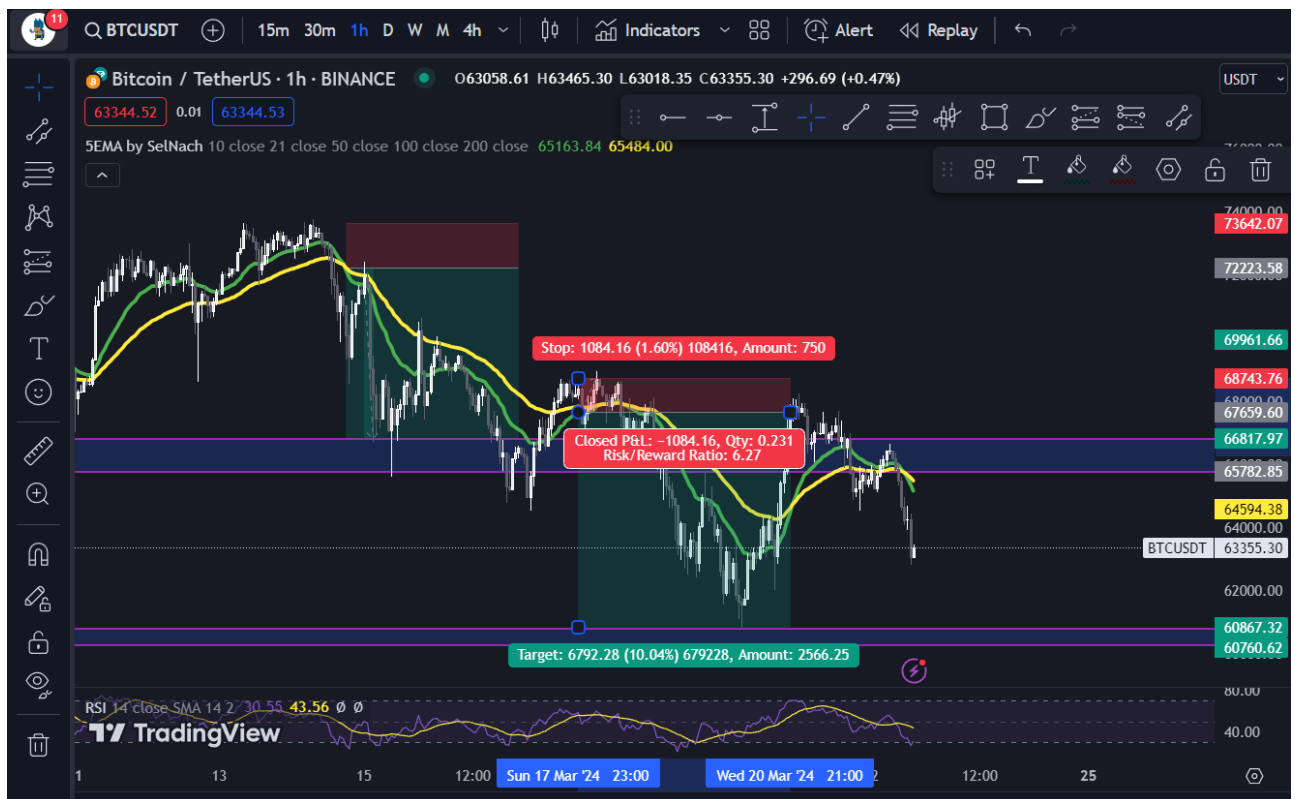 11
BTCUSDT 15m 30m 1h D W M 4h Indicators Alert Replay
Bitcoin / TetherUS · 1h · BINANCE O63058.61 H63465.30 L63018.35 C63355.30 +296.69 (+0.47%)
USDT
63344.52 0.01 63344.53
5EMA by SelNach 10 close 21 close 50 close 100 close 200 close 65163.84 65484.00
T
74000.00
73642.07
72223.58
69961.66
Stop: 1084.16 (1.60%) 108416, Amount: 750
68743.76
68000.00
67659.60
66817.97
Closed P&L: −1084.16, Qty: 0.231
Risk/Reward Ratio: 6.27
65782.85
64594.38
64000.00
BTCUSDT 63355.30
62000.00
60867.32
60760.62
Target: 6792.28 (10.04%) 679228, Amount: 2566.25
80.00
RSI 14 close SMA 14 2 30.55 43.56 Ø Ø
40.00
TradingView
1 13 15 12:00 Sun 17 Mar '24 23:00 Wed 20 Mar '24 21:00 2 12:00 25